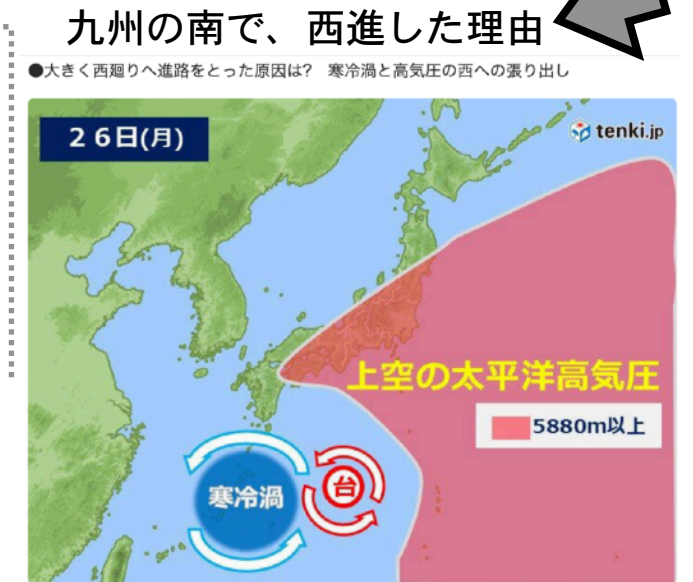 九州の南で、西進した理由
●大きく西廻りへ進路をとった原因は? 寒冷渦と高気圧の西への張り出し
26日(月)
tenki.jp
上空の太平洋高気圧
5880m以上
寒冷渦
台